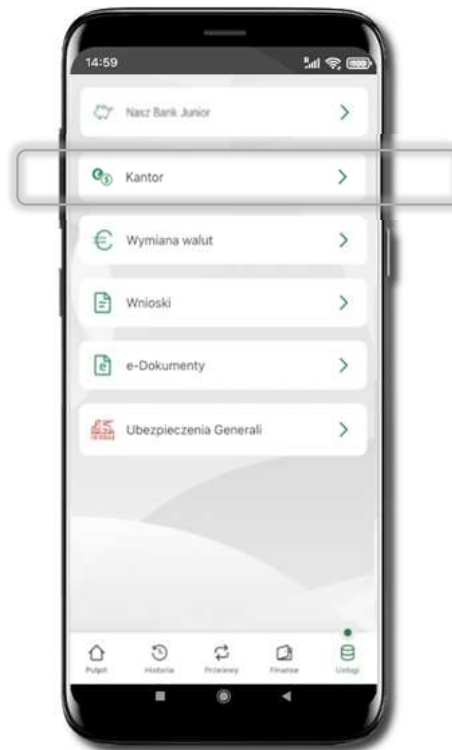 14:59
Nasz Bank Junior
Kantor
Wymiana walut
Wnioski
e-Dokumenty
Ubezpieczenia Generali
Pulpit
Historia
Przelewy
Finanse
Usługi